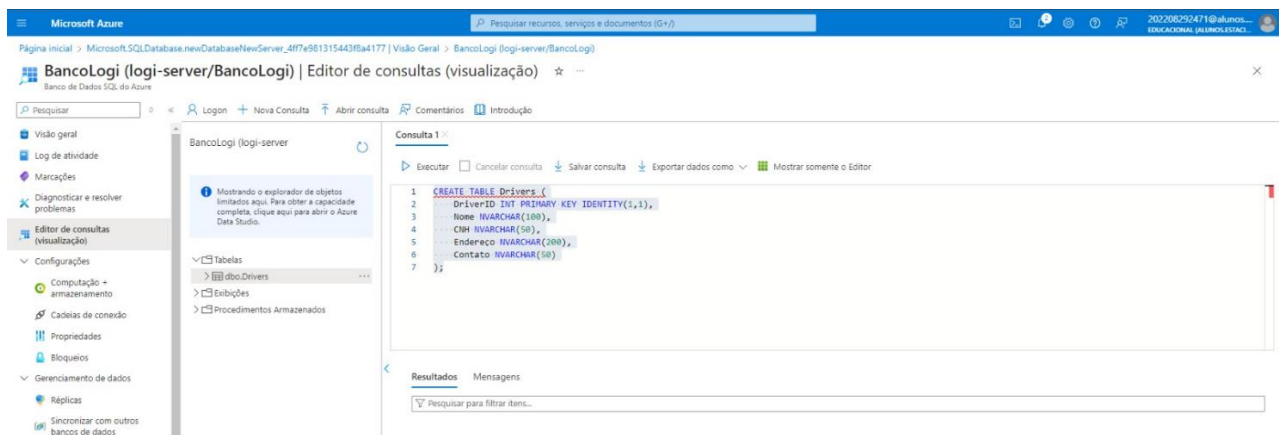 Microsoft Azure
Pesquisar recursos, serviços e documentos (G+/)
2
202208292471@alunos....
EDUCACIONAL (ALUNOS.ESTACI...
Página inicial > Microsoft.SQLDatabase.newDatabaseNewServer_4ff7e981315443f8a4177 | Visão Geral > BancoLogi (logi-server/BancoLogi)
BancoLogi (logi-server/BancoLogi) | Editor de consultas (visualização)
Banco de Dados SQL do Azure
Pesquisar
Logon
Nova Consulta
Abrir consulta
Comentários
Introdução
Visão geral
Log de atividade
Marcações
Diagnosticar e resolver
problemas
Editor de consultas
(visualização)
Configurações
Computação +
armazenamento
Cadeias de conexão
Propriedades
Bloqueios
Gerenciamento de dados
Réplicas
Sincronizar com outros
bancos de dados
BancoLogi (logi-server
Mostrando o explorador de objetos
limitados aqui. Para obter a capacidade
completa, clique aqui para abrir o Azure
Data Studio.
Tabelas
dbo.Drivers
Exibições
Procedimentos Armazenados
Consulta 1
Executar
Cancelar consulta
Salvar consulta
Exportar dados como
Mostrar somente o Editor
1 CREATE TABLE Drivers (
2 DriverID INT PRIMARY KEY IDENTITY(1,1),
3 Nome NVARCHAR(100),
4 CNH NVARCHAR(50),
5 Endereço NVARCHAR(200),
6 Contato NVARCHAR(50)
7 );
Resultados
Mensagens
Pesquisar para filtrar itens...